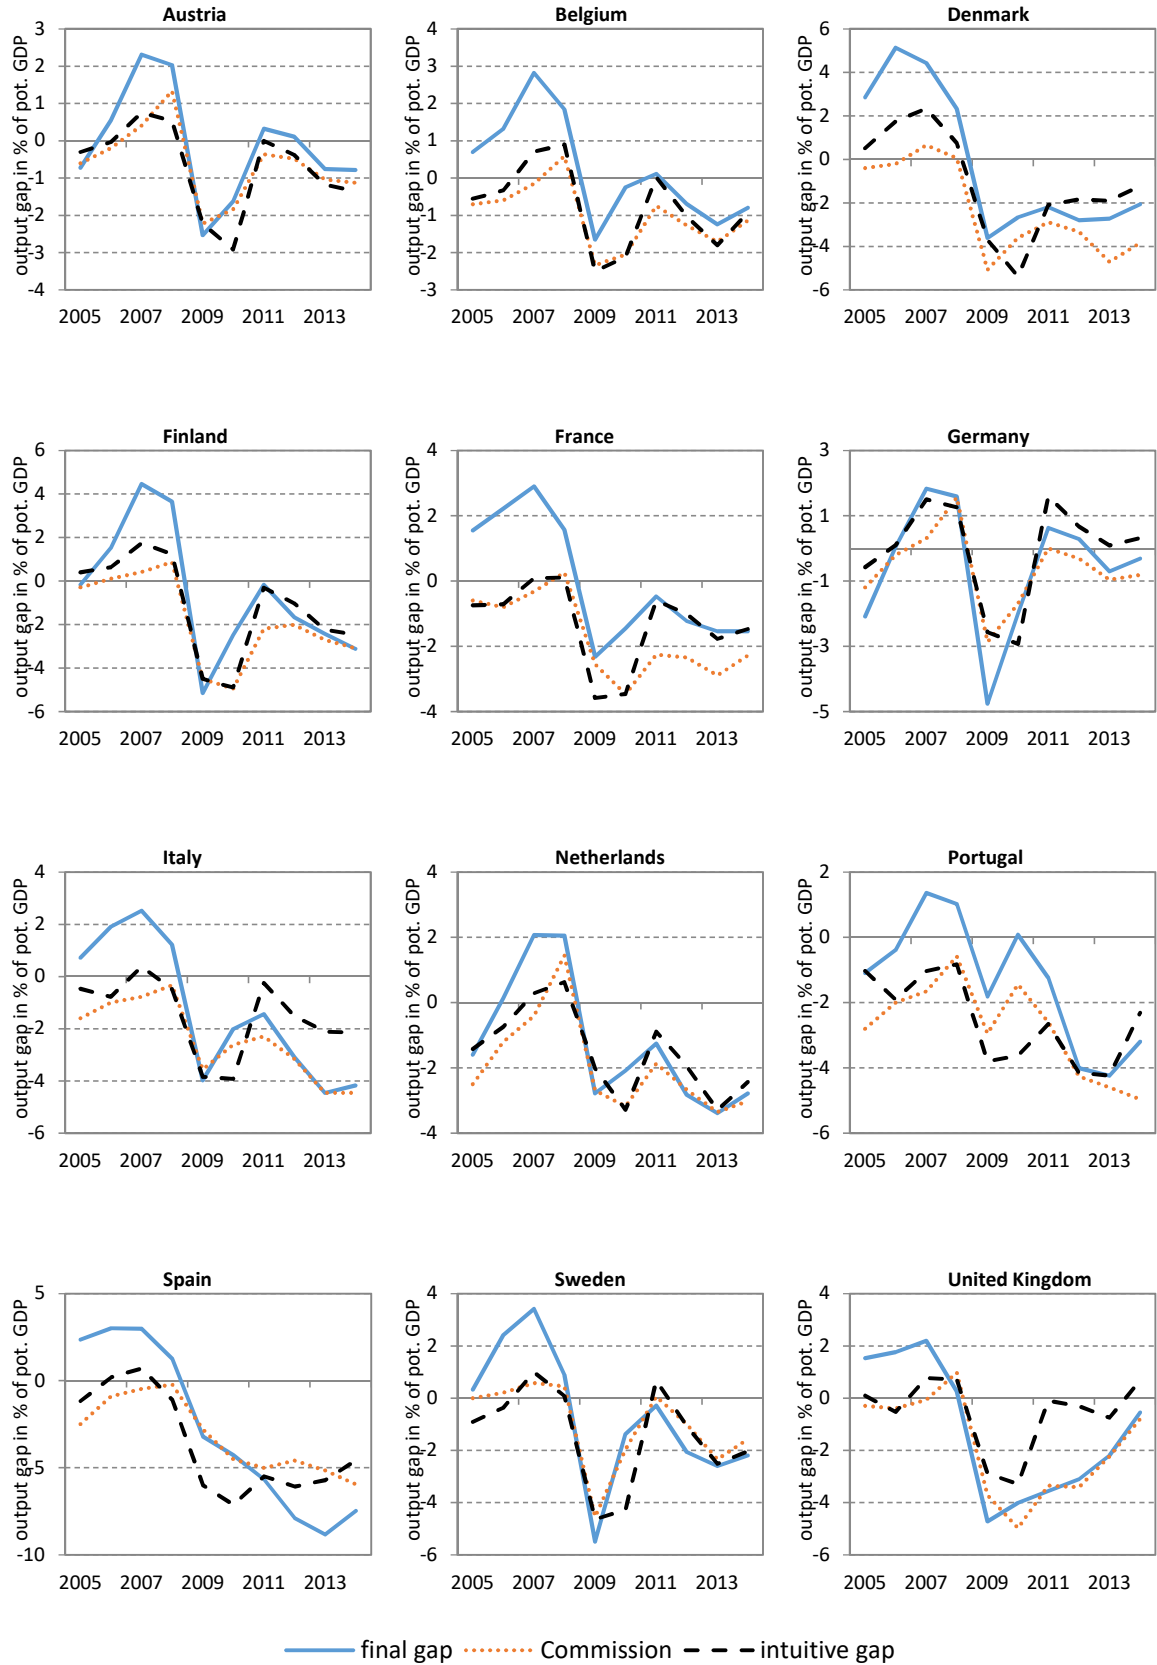 Austria
output gap in % of pot. GDP
3
2
1
0
-1
-2
-3
-4
2005 2007 2009 2011 2013
Belgium
output gap in % of pot. GDP
4
3
2
1
0
-1
-2
-3
2005 2007 2009 2011 2013
Denmark
output gap in % of pot. GDP
6
4
2
0
-2
-4
-6
2005 2007 2009 2011 2013
Finland
output gap in % of pot. GDP
6
4
2
0
-2
-4
-6
2005 2007 2009 2011 2013
France
output gap in % of pot. GDP
4
2
0
-2
-4
2005 2007 2009 2011 2013
Germany
output gap in % of pot. GDP
3
1
-1
-3
-5
2005 2007 2009 2011 2013
Italy
output gap in % of pot. GDP
4
2
0
-2
-4
-6
2005 2007 2009 2011 2013
Netherlands
output gap in % of pot. GDP
4
2
0
-2
-4
2005 2007 2009 2011 2013
Portugal
output gap in % of pot. GDP
2
0
-2
-4
-6
2005 2007 2009 2011 2013
Spain
output gap in % of pot. GDP
5
0
-5
-10
2005 2007 2009 2011 2013
Sweden
output gap in % of pot. GDP
4
2
0
-2
-4
-6
2005 2007 2009 2011 2013
United Kingdom
output gap in % of pot. GDP
4
2
0
-2
-4
-6
2005 2007 2009 2011 2013
final gap Commission intuitive gap